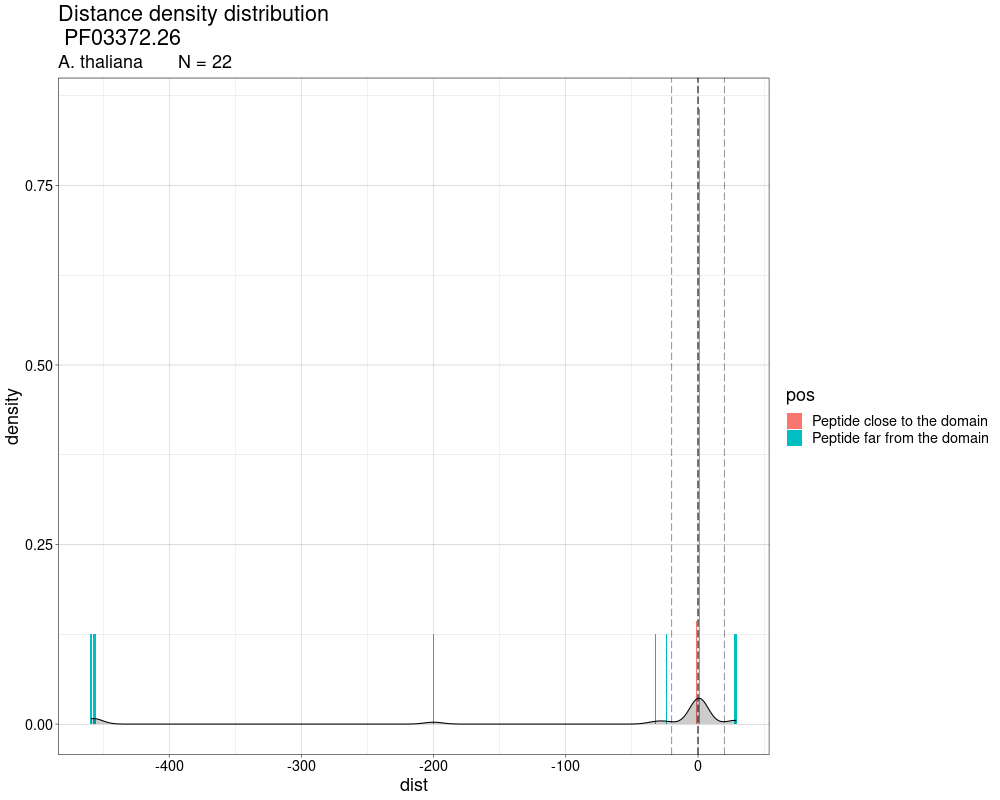 Distance density distribution
PF03372.26
A. thaliana N = 22
density
0.75
0.50
0.25
0.00
-400 -300 -200 -100 0
dist
pos
Peptide close to the domain
Peptide far from the domain